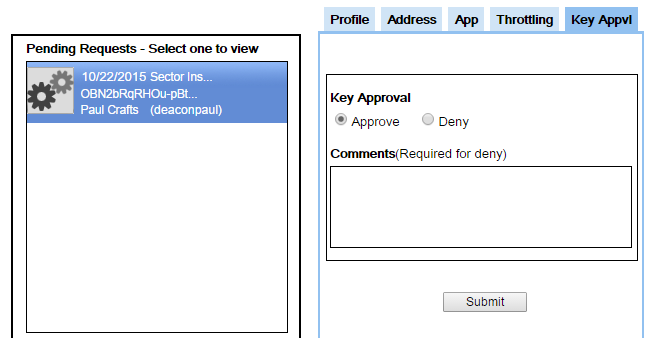 Profile Address App Throttling Key Appvl
Pending Requests - Select one to view
10/22/2015 Sector Ins...
OBN2bRqRHOu-pBt...
Paul Crafts (deaconpaul)
Key Approval
Approve Deny
Comments(Required for deny)
Submit